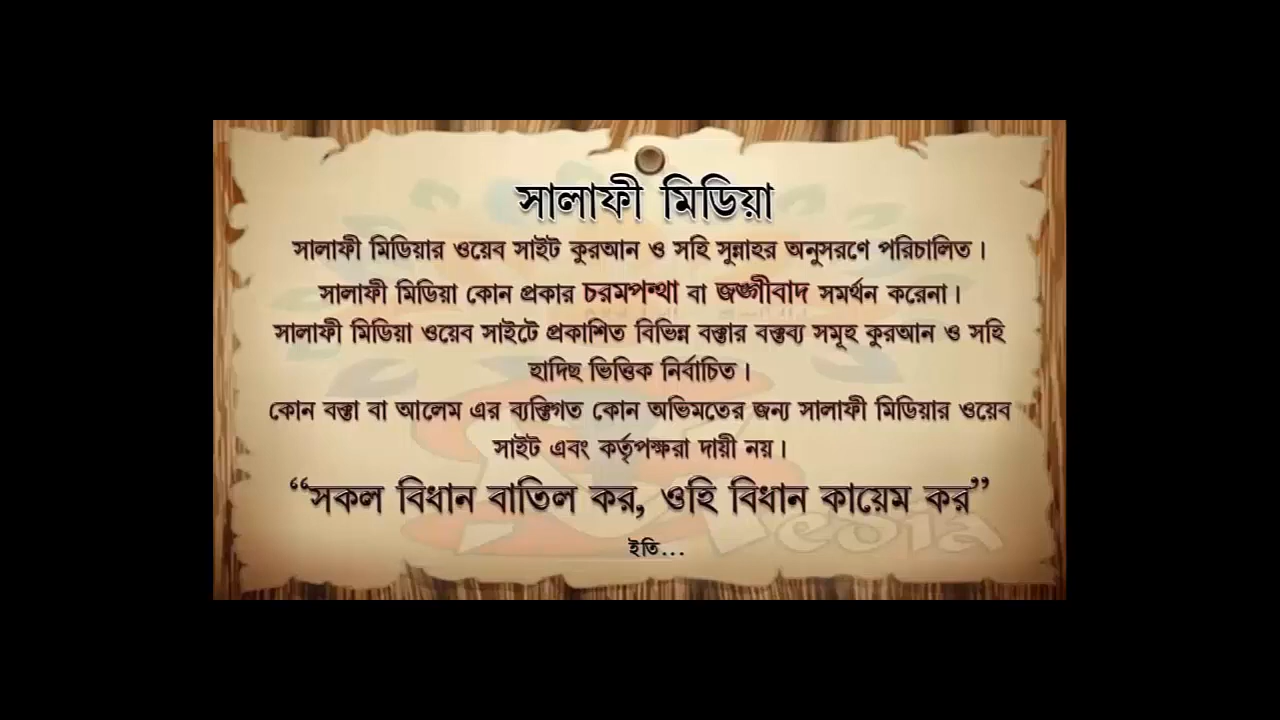 সালাফী মিডিয়া
সালাফী মিডিয়ার ওয়েব সাইট কুরআন ও সহি সুন্নাহর অনুসরণে পরিচালিত।
সালাফী মিডিয়া কোন প্রকার চরমপন্থা বা জঙ্গীবাদ সমর্থন করেনা।
সালাফী মিডিয়া ওয়েব সাইটে প্রকাশিত বিভিন্ন বক্তার বক্তব্য সমূহ কুরআন ও সহি
হাদিছ ভিত্তিক নির্বাচিত।
কোন বক্তা বা আলেম এর ব্যক্তিগত কোন অভিমতের জন্য সালাফী মিডিয়ার ওয়েব
সাইট এবং কর্তৃপক্ষরা দায়ী নয়।
“সকল বিধান বাতিল কর, ওহি বিধান কায়েম কর”
ইতি...